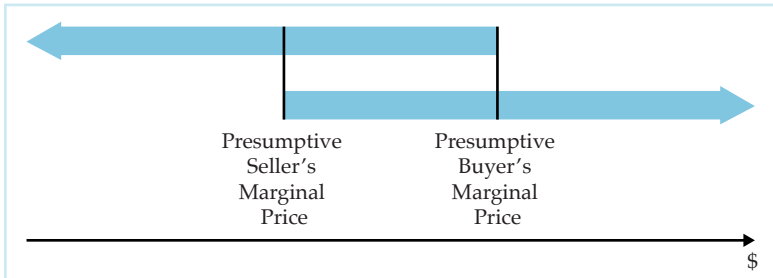 Presumptive
Seller's
Marginal
Price
Presumptive
Buyer's
Marginal
Price
$